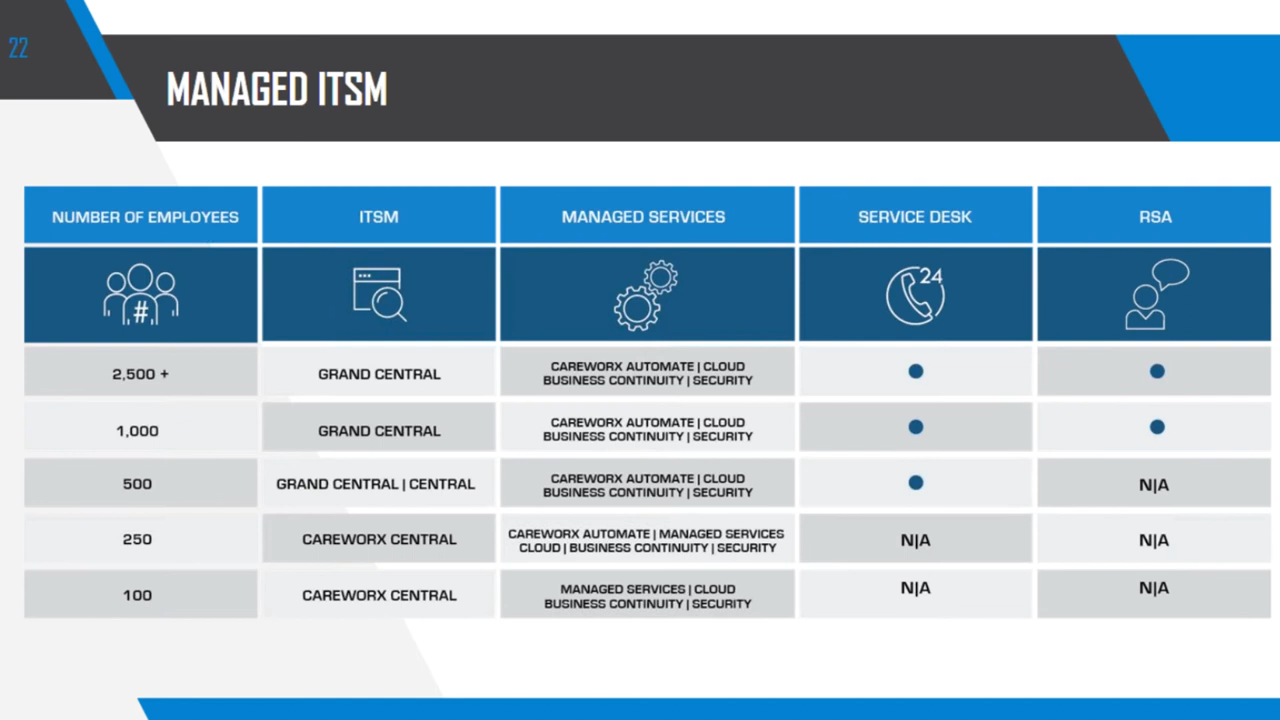 22
MANAGED ITSM
NUMBER OF EMPLOYEES
ITSM
MANAGED SERVICES
SERVICE DESK
RSA
#
24
2,500 +
GRAND CENTRAL
CAREWORX AUTOMATE | CLOUD
BUSINESS CONTINUITY | SECURITY
1,000
GRAND CENTRAL
CAREWORX AUTOMATE | CLOUD
BUSINESS CONTINUITY | SECURITY
500
GRAND CENTRAL | CENTRAL
CAREWORX AUTOMATE | CLOUD
BUSINESS CONTINUITY | SECURITY
N|A
250
CAREWORX CENTRAL
CAREWORX AUTOMATE | MANAGED SERVICES
CLOUD | BUSINESS CONTINUITY | SECURITY
N|A
N|A
100
CAREWORX CENTRAL
MANAGED SERVICES | CLOUD
BUSINESS CONTINUITY | SECURITY
N|A
N|A